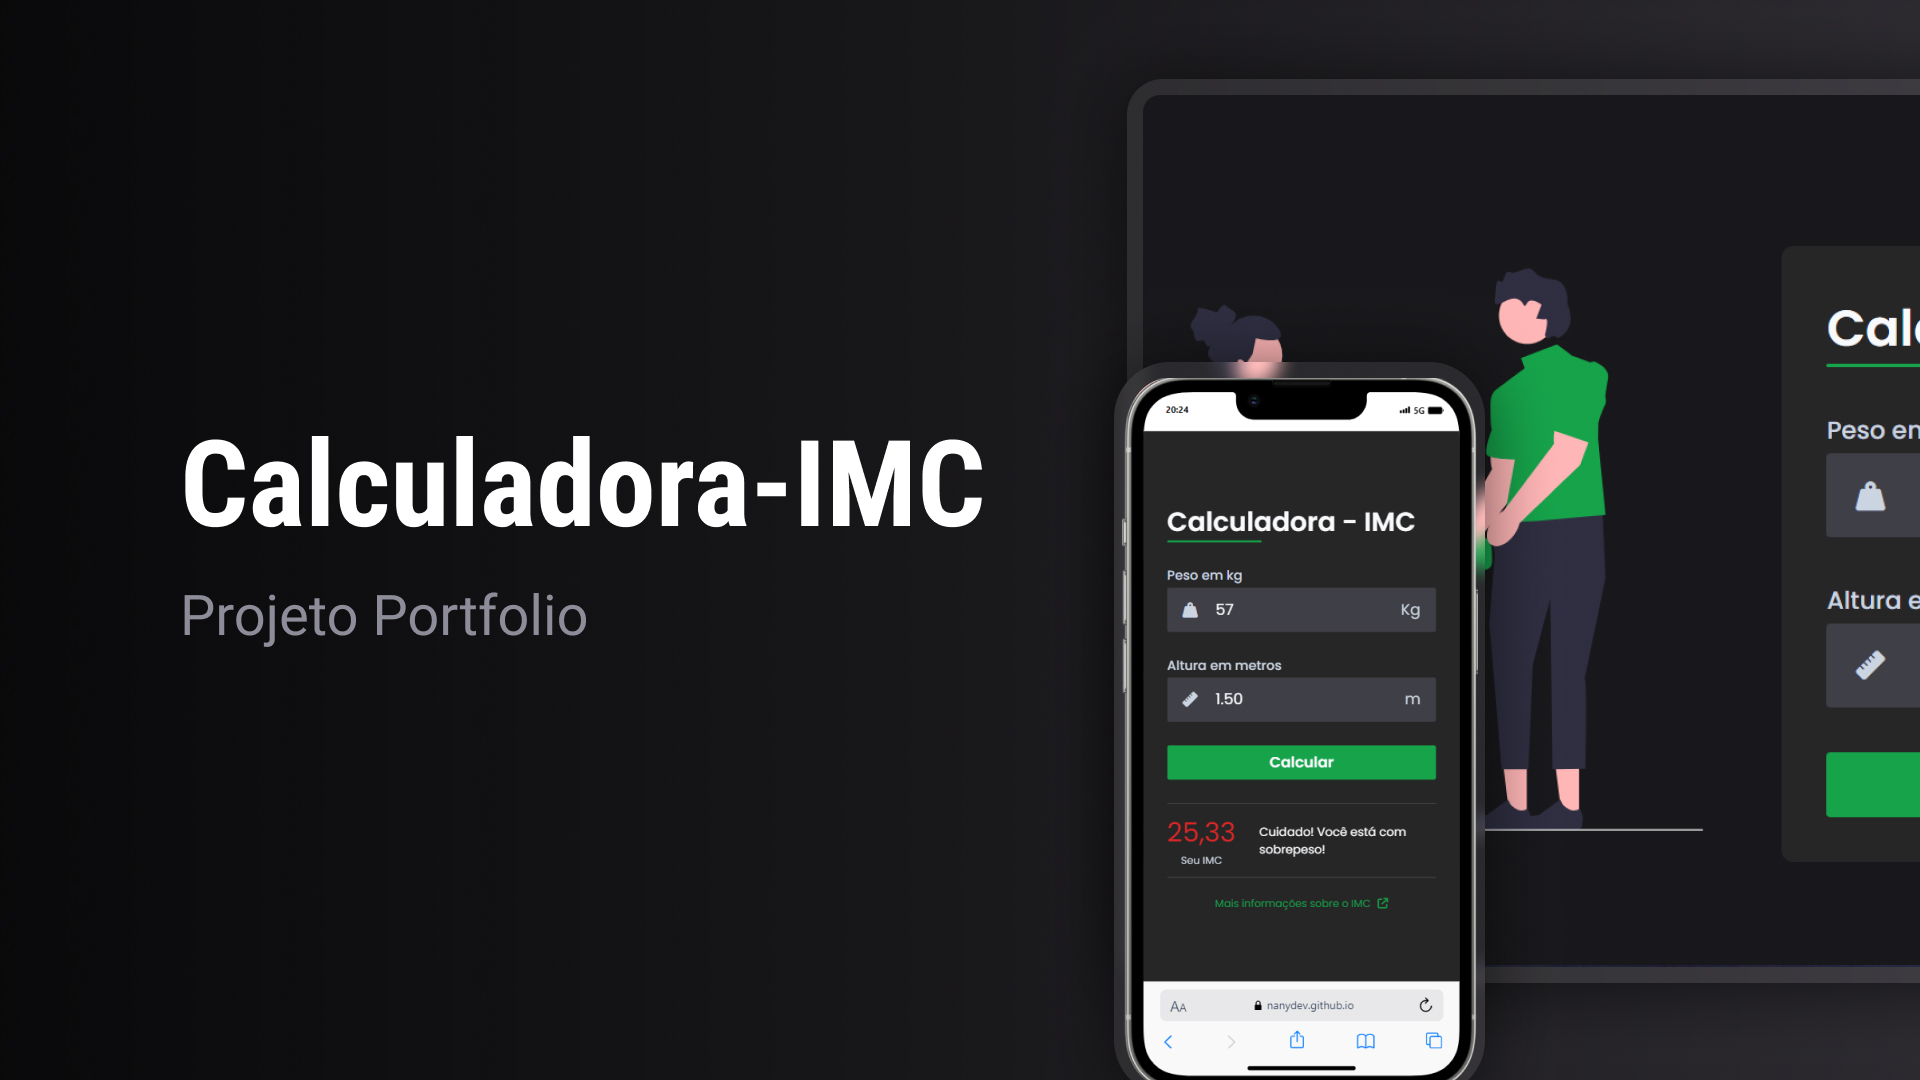 Calculadora-IMC
Projeto Portfolio
20:24
5G
Calculadora - IMC
Peso em kg
57
Kg
Altura em metros
1.50
m
Calcular
25,33
Seu IMC
Cuidado! Você está com
sobrepeso!
Mais informações sobre o IMC
AA
nanydev.github.io
Calc
Peso en
Altura e